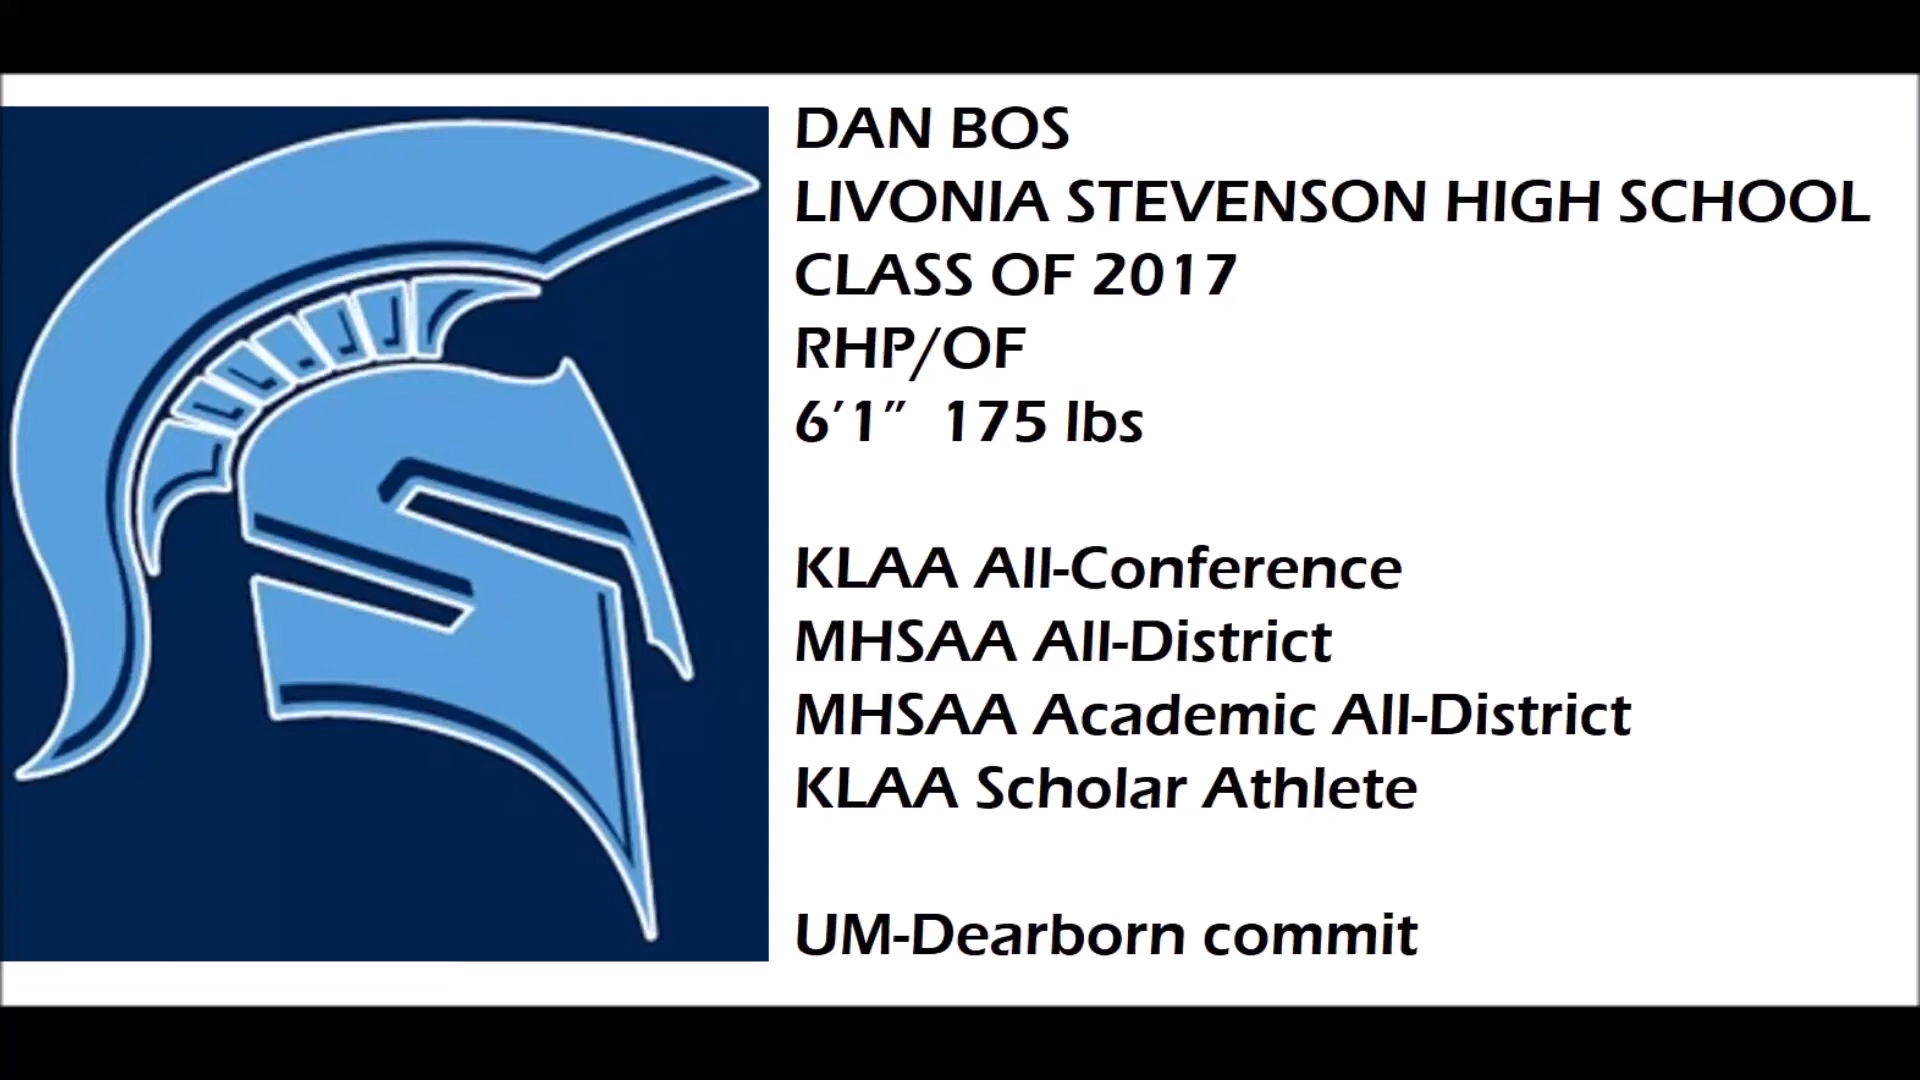 DAN BOS
LIVONIA STEVENSON HIGH SCHOOL
CLASS OF 2017
RHP/OF
6’1”  175 lbs
KLAA All-Conference
MHSAA All-District
MHSAA Academic All-District
KLAA Scholar Athlete
UM-Dearborn commit